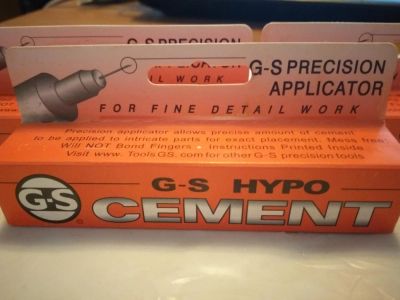 G-S PRECISION
G-S PRECISION
APPLICATOR
IL WORK
FOR FINE DETAIL WORK
Precision applicator allows precise amount of cement
to be applied to intricate parts for exact placement. Mess free.
Will NOT Bond Fingers - Instructions Printed Inside.
Visit www.ToolsGS.com for other G-S precision tools
G-S HYPO
G-S ®
CEMENT